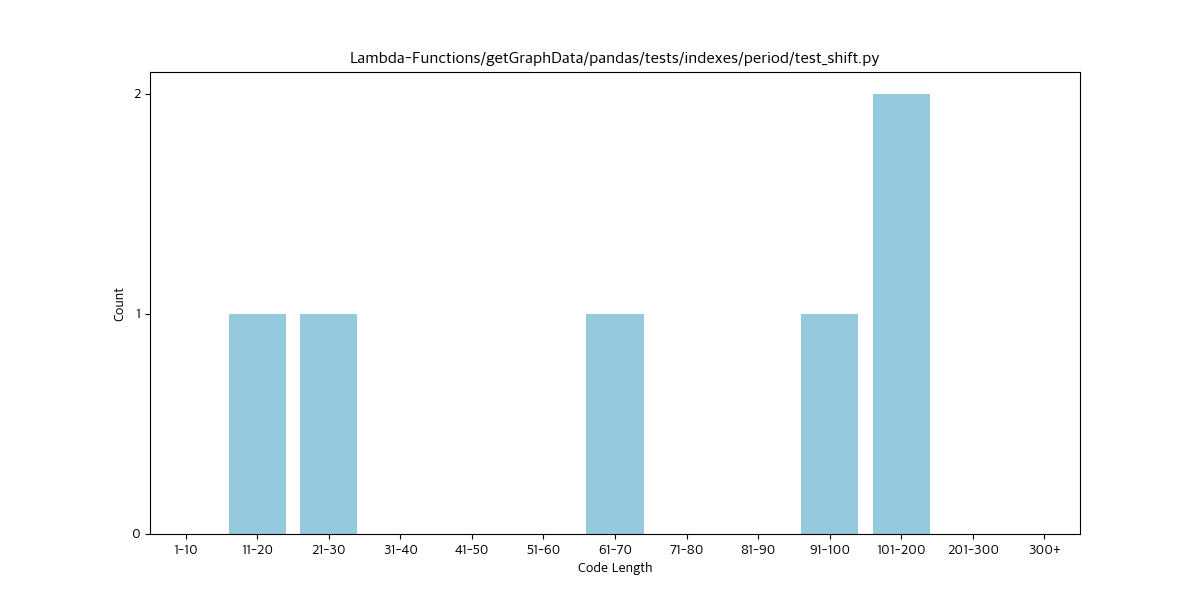 Lambda-Functions/getGraphData/pandas/tests/indexes/period/test_shift.py
2
1
0
Count
1-10 11-20 21-30 31-40 41-50 51-60 61-70 71-80 81-90 91-100 101-200 201-300 300+
Code Length